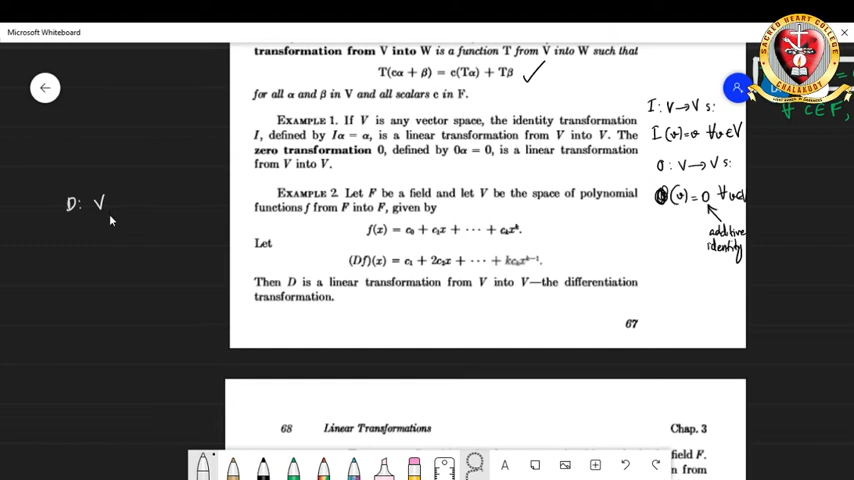 Microsoft Whiteboard
transformation from V into W is a function T from V into W such that
T(cα + β) = c(Tα) + Tβ
for all α and β in V and all scalars c in F.
EXAMPLE 1. If V is any vector space, the identity transformation
I, defined by Iα = α, is a linear transformation from V into V. The
zero transformation 0, defined by 0α = 0, is a linear transformation
from V into V.
EXAMPLE 2. Let F be a field and let V be the space of polynomial
functions f from F into F, given by
f(x) = c₀ + c₁x + ··· + cₖxᵏ.
Let
(Df)(x) = c₁ + 2c₂x + ··· + kcₖxᵏ⁻¹.
Then D is a linear transformation from V into V—the differentiation
transformation.
67
68 Linear Transformations Chap. 3
field F.
n from
D: V
I: V→V s:
I(v)=v ∀v∈V
0: V→V s:
(v)=0 ∀v∈V
additive
identity
∀ c∈F,
SACRED HEART COLLEGE
CHALAKUDY